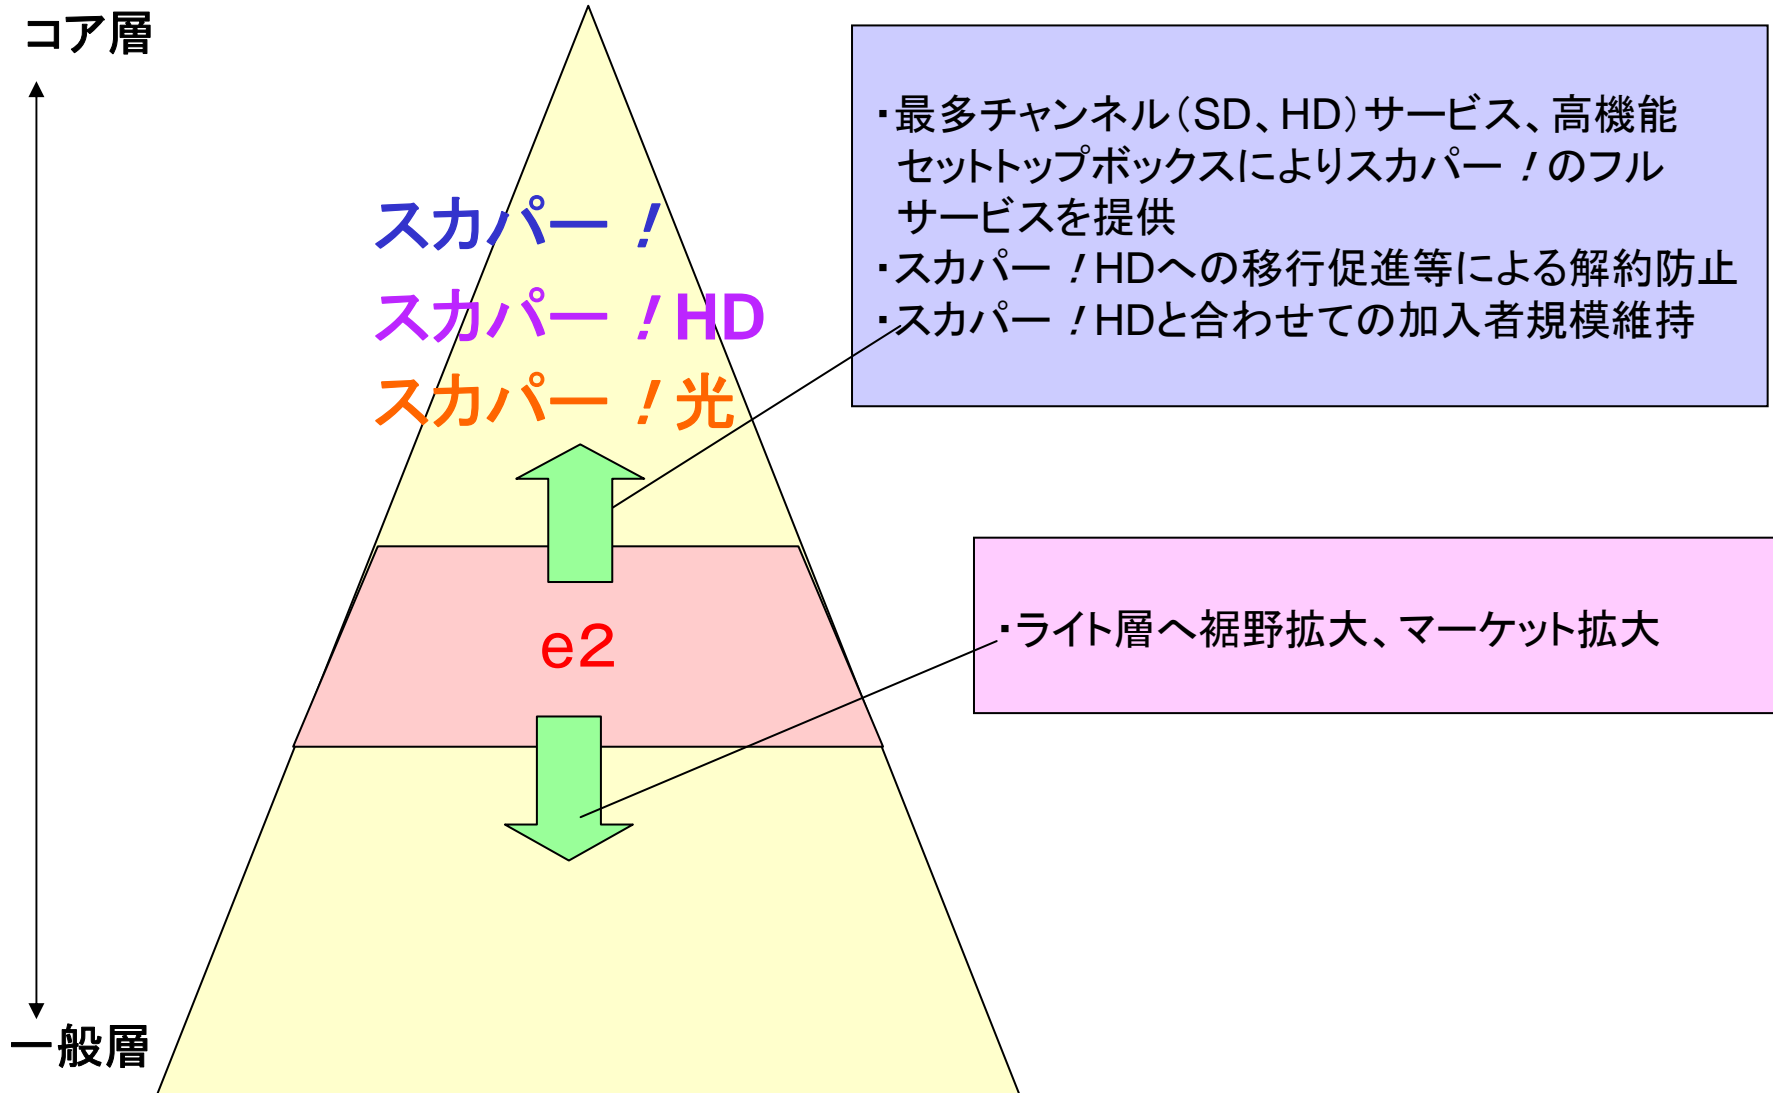 コア層
スカパー！
スカパー！HD
スカパー！光
・最多チャンネル（SD、HD）サービス、高機能
セットトップボックスによりスカパー！のフル
サービスを提供
・スカパー！HDへの移行促進等による解約防止
・スカパー！HDと合わせての加入者規模維持
e2
・ライト層へ裾野拡大、マーケット拡大
一般層